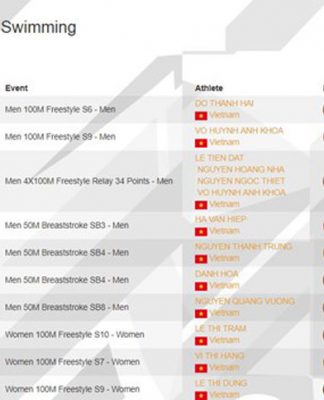 Swimming
Event Athlete
Men 100M Freestyle S6 - Men DO THANH HAI
Vietnam
Men 100M Freestyle S9 - Men VO HUYNH ANH KHOA
Vietnam
LE TIEN DAT
NGUYEN HOANG NHA
Men 4X100M Freestyle Relay 34 Points - Men NGUYEN NGOC THIET
VO HUYNH ANH KHOA
Vietnam
Men 50M Breaststroke SB3 - Men HA VAN HIEP
Vietnam
Men 50M Breaststroke SB4 - Men NGUYEN THANH TRUNG
Vietnam
Men 50M Breaststroke SB4 - Men DANH HOA
Vietnam
Men 50M Breaststroke SB6 - Men NGUYEN QUANG VUONG
Vietnam
Women 100M Freestyle S10 - Women LE THI TRAM
Vietnam
Women 100M Freestyle S7 - Women VI THI HANG
Vietnam
Women 100M Freestyle S9 - Women LE THI DUNG
Vietnam